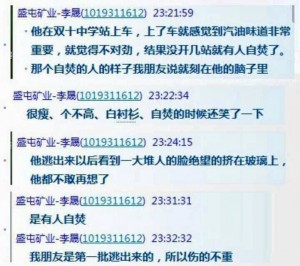 盛屯矿业-李晟(1019311612) 23:21:59
• 他在双十中学站上车，上了车就感觉到汽油味道非常
重要，就觉得不对劲，结果没开几站就有人自焚了。
• 那个自焚的人的样子我朋友说就刻在他的脑子里
盛屯矿业-李晟(1019311612) 23:22:34
很瘦、个不高、白衬衫、自焚的时候还笑了一下
盛屯矿业-李晟(1019311612) 23:24:15
他逃出来以后看到一大堆人的脸绝望的挤在玻璃上，
他都不敢再想了
盛屯矿业-李晟(1019311612) 23:31:31
是有人自焚
盛屯矿业-李晟(1019311612) 23:32:32
我朋友是第一批逃出来的，所以伤的不重